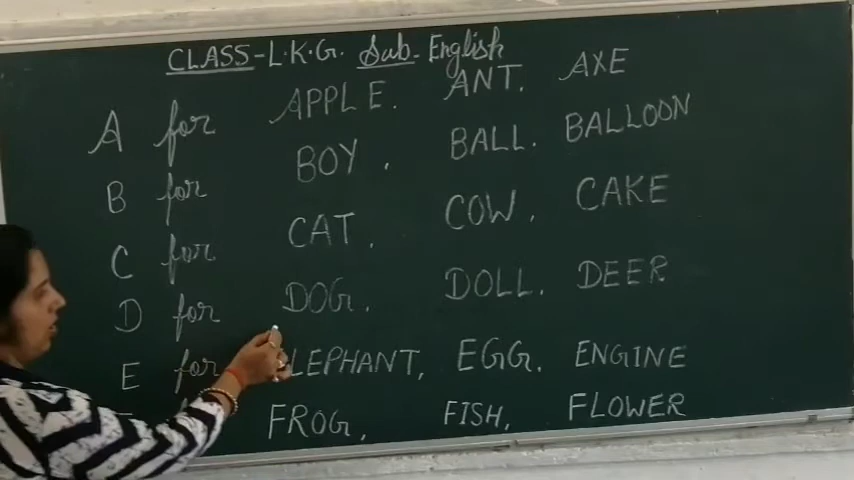 CLASS-L.K.G. Sub. English
A for APPLE. ANT. AXE
B for BOY. BALL. BALLOON
C for CAT. COW. CAKE
D for DOG. DOLL. DEER
E for ELEPHANT, EGG. ENGINE
FROG, FISH, FLOWER